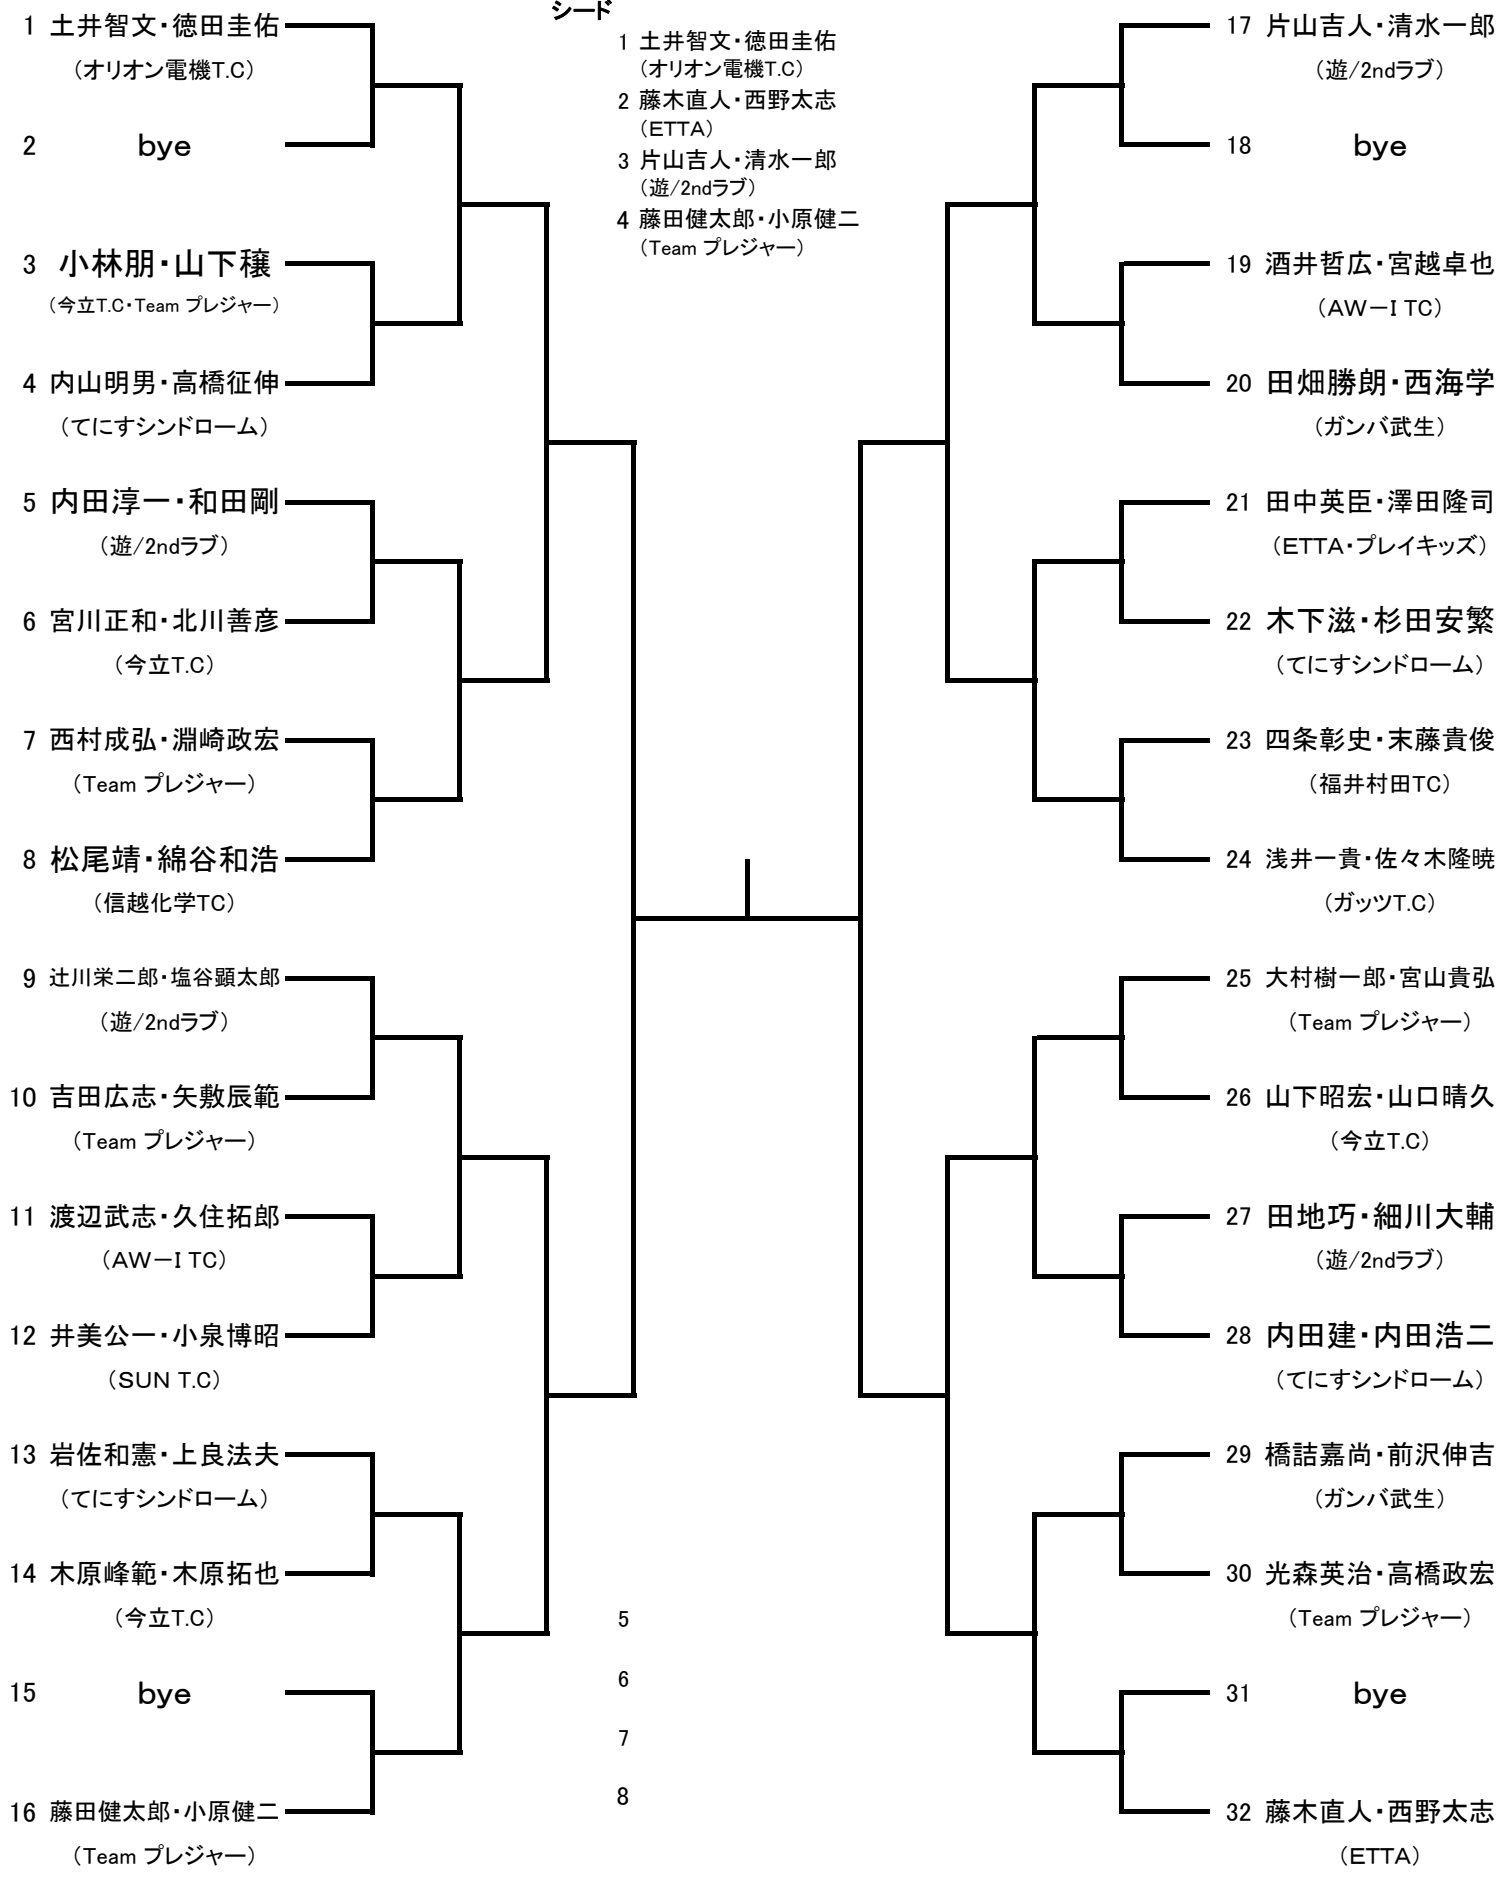 シード
1 土井智文・徳田圭佑
（オリオン電機T.C）
2 bye
3 小林朋・山下穣
（今立T.C・Team プレジャー）
4 内山明男・高橋征伸
（てにすシンドローム）
5 内田淳一・和田剛
（遊/2ndラブ）
6 宮川正和・北川善彦
（今立T.C）
7 西村成弘・淵崎政宏
（Team プレジャー）
8 松尾靖・綿谷和浩
（信越化学TC）
9 辻川栄二郎・塩谷顕太郎
（遊/2ndラブ）
10 吉田広志・矢敷辰範
（Team プレジャー）
11 渡辺武志・久住拓郎
（AW－I TC）
12 井美公一・小泉博昭
（SUN T.C）
13 岩佐和憲・上良法夫
（てにすシンドローム）
14 木原峰範・木原拓也
（今立T.C）
15 bye
16 藤田健太郎・小原健二
（Team プレジャー）
1 土井智文・徳田圭佑
（オリオン電機T.C）
2 藤木直人・西野太志
（ETTA）
3 片山吉人・清水一郎
（遊/2ndラブ）
4 藤田健太郎・小原健二
（Team プレジャー）
5
6
7
8
17 片山吉人・清水一郎
（遊/2ndラブ）
18 bye
19 酒井哲広・宮越卓也
（AW－I TC）
20 田畑勝朗・西海学
（ガンバ武生）
21 田中英臣・澤田隆司
（ETTA・プレイキッズ）
22 木下滋・杉田安繁
（てにすシンドローム）
23 四条彰史・末藤貴俊
（福井村田TC）
24 浅井一貴・佐々木隆暁
（ガッツT.C）
25 大村樹一郎・宮山貴弘
（Team プレジャー）
26 山下昭宏・山口晴久
（今立T.C）
27 田地巧・細川大輔
（遊/2ndラブ）
28 内田建・内田浩二
（てにすシンドローム）
29 橋詰嘉尚・前沢伸吉
（ガンバ武生）
30 光森英治・高橋政宏
（Team プレジャー）
31 bye
32 藤木直人・西野太志
（ETTA）